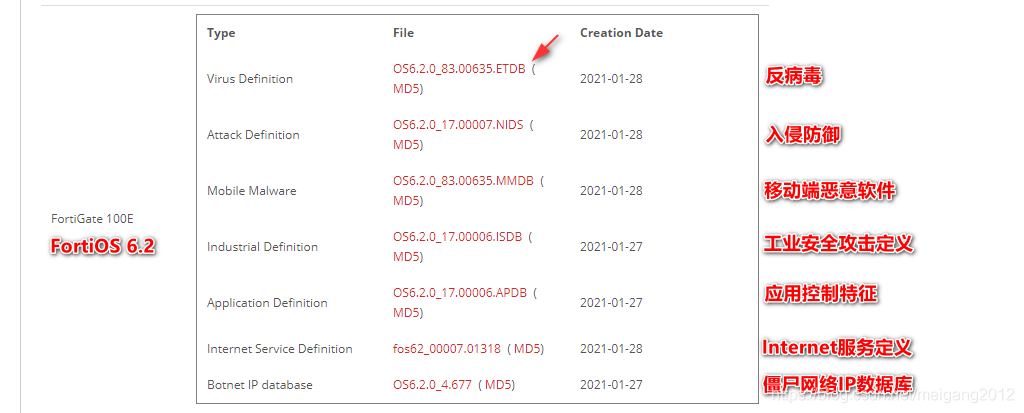 Type File Creation Date
Virus Definition OS6.2.0_83.00635.ETDB ( MD5) 2021-01-28 反病毒
Attack Definition OS6.2.0_17.00007.NIDS ( MD5) 2021-01-28 入侵防御
Mobile Malware OS6.2.0_83.00635.MMDB ( MD5) 2021-01-28 移动端恶意软件
FortiGate 100E
FortiOS 6.2
Industrial Definition OS6.2.0_17.00006.ISDB ( MD5) 2021-01-27 工业安全攻击定义
Application Definition OS6.2.0_17.00006.APDB ( MD5) 2021-01-27 应用控制特征
Internet Service Definition fos62_00007.01318 ( MD5) 2021-01-28 Internet服务定义
Botnet IP database OS6.2.0_4.677 ( MD5) 2021-01-27 僵尸网络IP数据库
https://blog.csdn.net/meigang2012